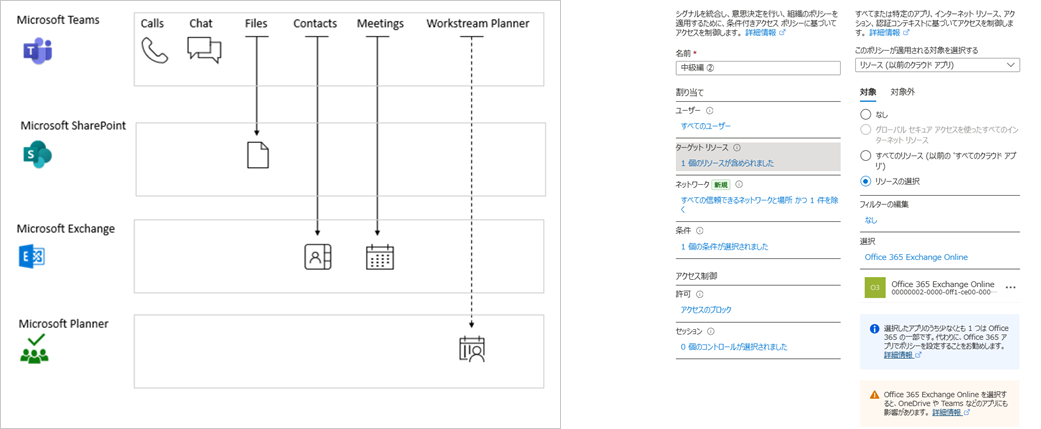 Microsoft Teams
Calls
Chat
Files
Contacts
Meetings
Workstream Planner
Microsoft SharePoint
Microsoft Exchange
Microsoft Planner
シグナルを統合し、意思決定を行い、組織のポリシーを
適用するために、条件付きアクセス ポリシーに基づいて
アクセスを制御します。詳細情報
名前 *
中級編 ②
割り当て
ユーザー
すべてのユーザー
ターゲット リソース
1 個のリソースが含められました
ネットワーク 新規
すべての信頼できるネットワークと場所 かつ 1 件を除
く
条件
1 個の条件が選択されました
アクセス制御
許可
アクセスのブロック
セッション
0 個のコントロールが選択されました
すべてまたは特定のアプリ、インターネット リソース、アク
ション、認証コンテキストに基づいてアクセスを制御しま
す。詳細情報
このポリシーが適用される対象を選択する
リソース (以前のクラウド アプリ)
対象
対象外
なし
グローバル セキュア アクセスを使ったすべてのイン
ターネット リソース
すべてのリソース (以前の "すべてのクラウド アプ
リ")
リソースの選択
フィルターの編集
なし
選択
Office 365 Exchange Online
O3
Office 365 Exchange Online
00000002-0000-0ff1-ce00-000…
選択したアプリのうち少なくとも 1 つは Office
365 の一部です。代わりに、Office 365 ア
プリでポリシーを設定することをお勧めします。
詳細情報
Office 365 Exchange Online を選択す
ると、OneDrive や Teams などのアプリにも
影響があります。詳細情報